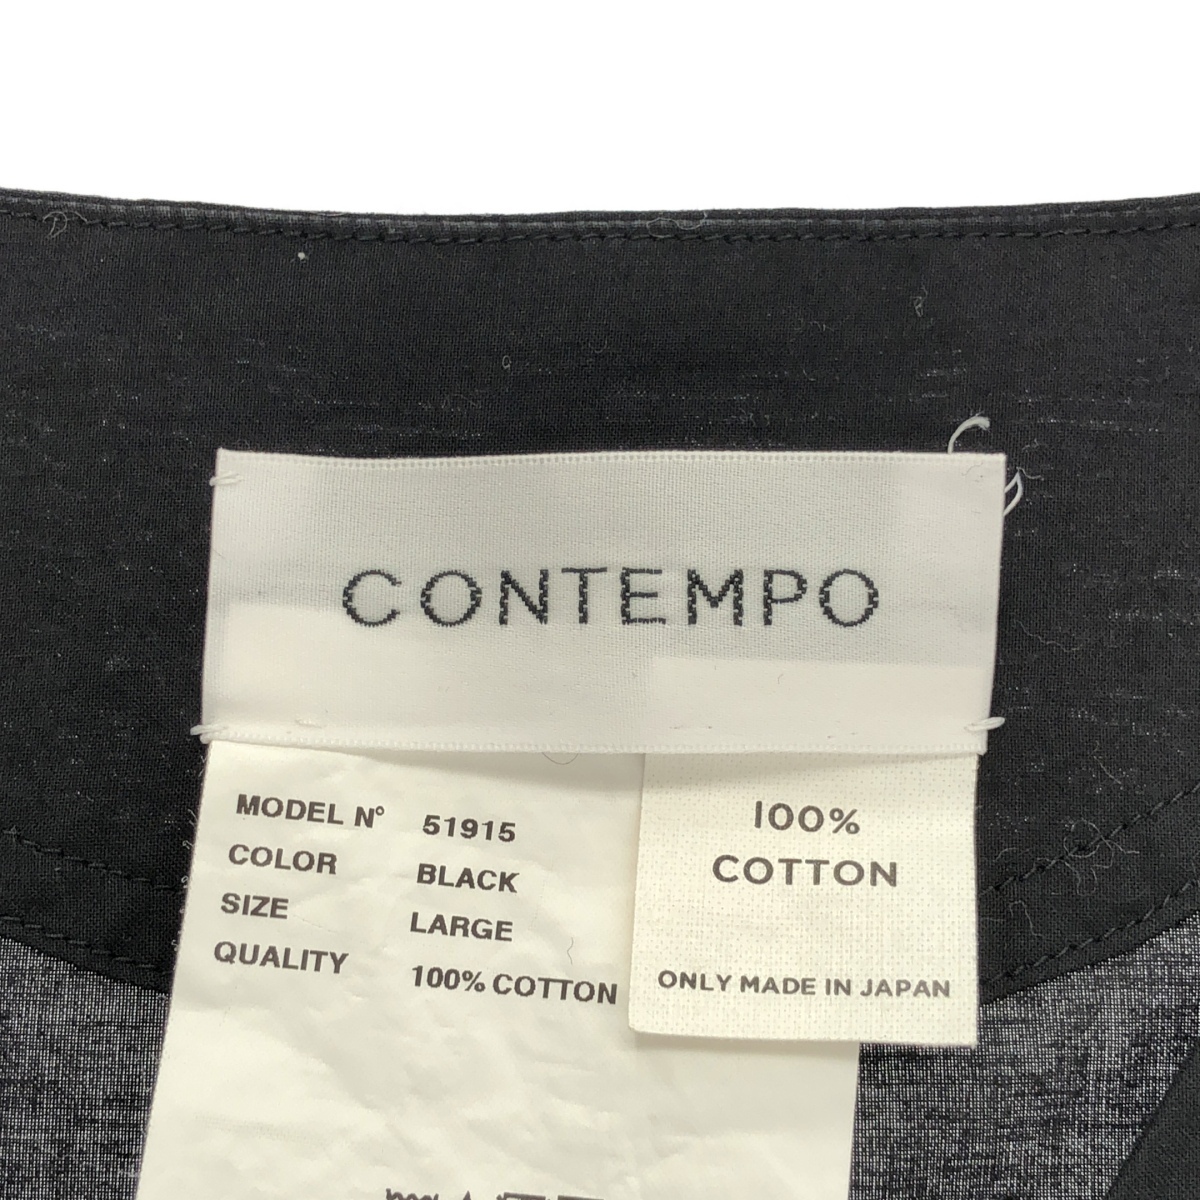 CONTEMPO
MODEL N° 51915
COLOR BLACK
SIZE LARGE
QUALITY 100% COTTON
100%
COTTON
ONLY MADE IN JAPAN